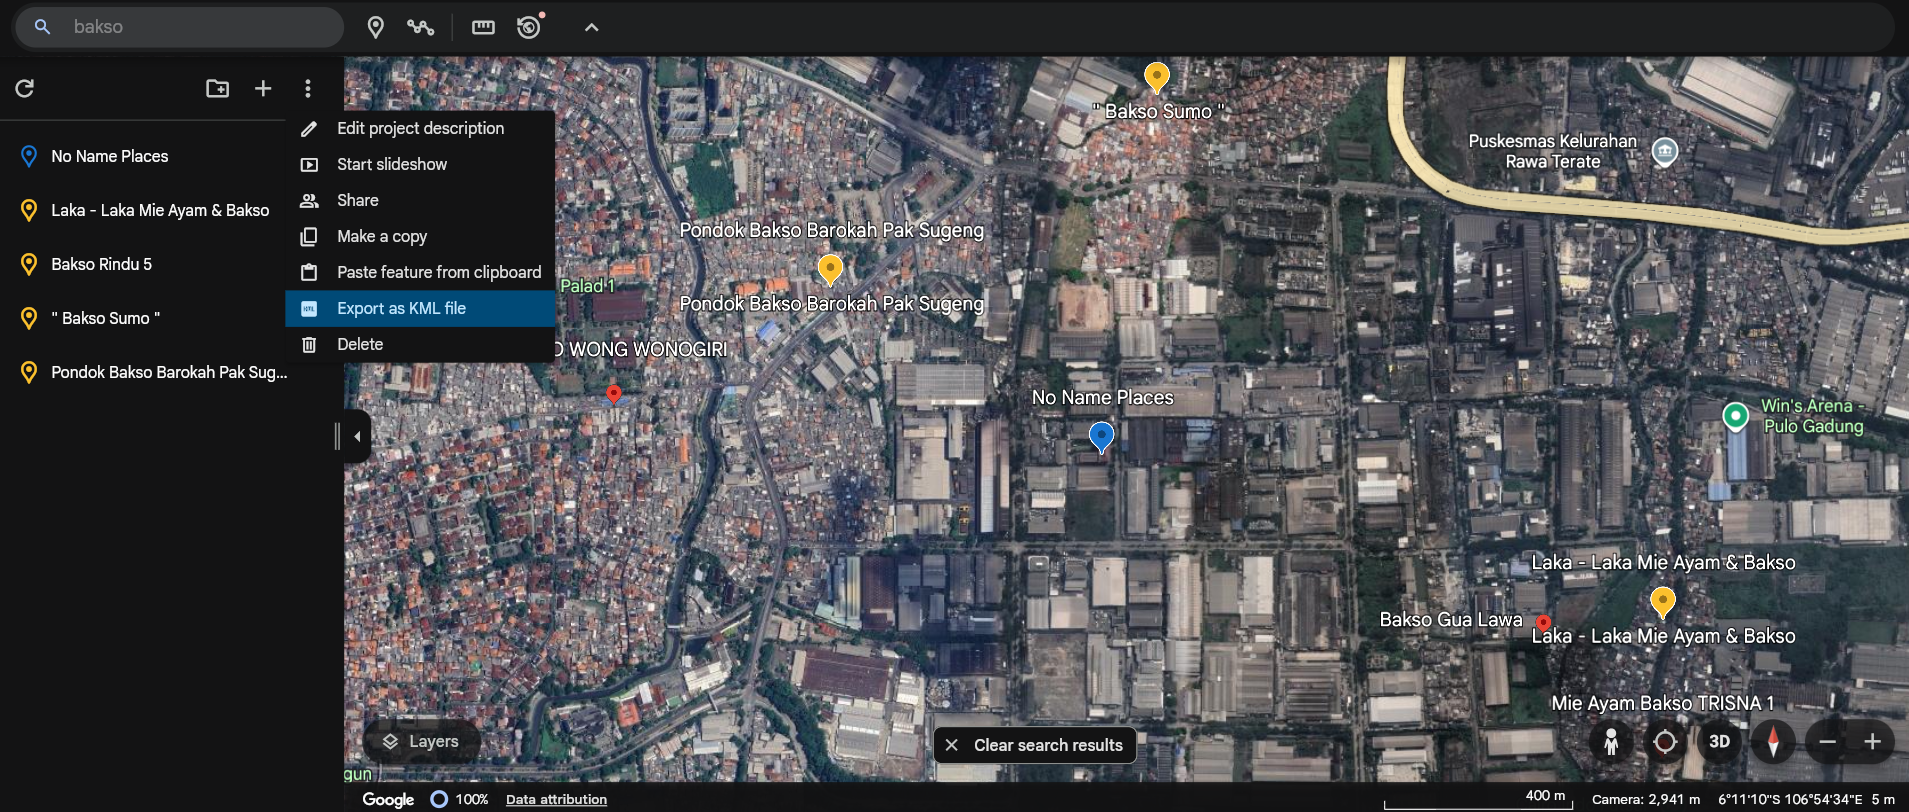 bakso
No Name Places
Laka - Laka Mie Ayam & Bakso
Bakso Rindu 5
" Bakso Sumo "
Pondok Bakso Barokah Pak Sug...
Edit project description
Start slideshow
Share
Make a copy
Paste feature from clipboard
Export as KML file
Delete
" Bakso Sumo "
Puskesmas Kelurahan
Rawa Terate
Pondok Bakso Barokah Pak Sugeng
Palad 1
Pondok Bakso Barokah Pak Sugeng
O WONG WONOGIRI
No Name Places
Win's Arena -
Pulo Gadung
Laka - Laka Mie Ayam & Bakso
Bakso Gua Lawa
Laka - Laka Mie Ayam & Bakso
Mie Ayam Bakso TRISNA 1
Layers
Clear search results
3D
gun
Google
100%
Data attribution
400 m
Camera: 2,941 m
6°11'10"S 106°54'34"E
5 m